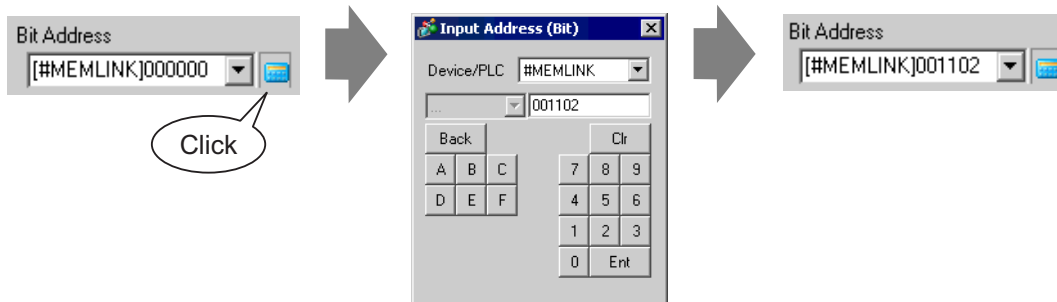 Bit Address
[#MEMLINK]000000
Click
Input Address (Bit)
Device/PLC #MEMLINK
... 001102
Back Clr
A B C 7 8 9
D E F 4 5 6
1 2 3
0 Ent
Bit Address
[#MEMLINK]001102